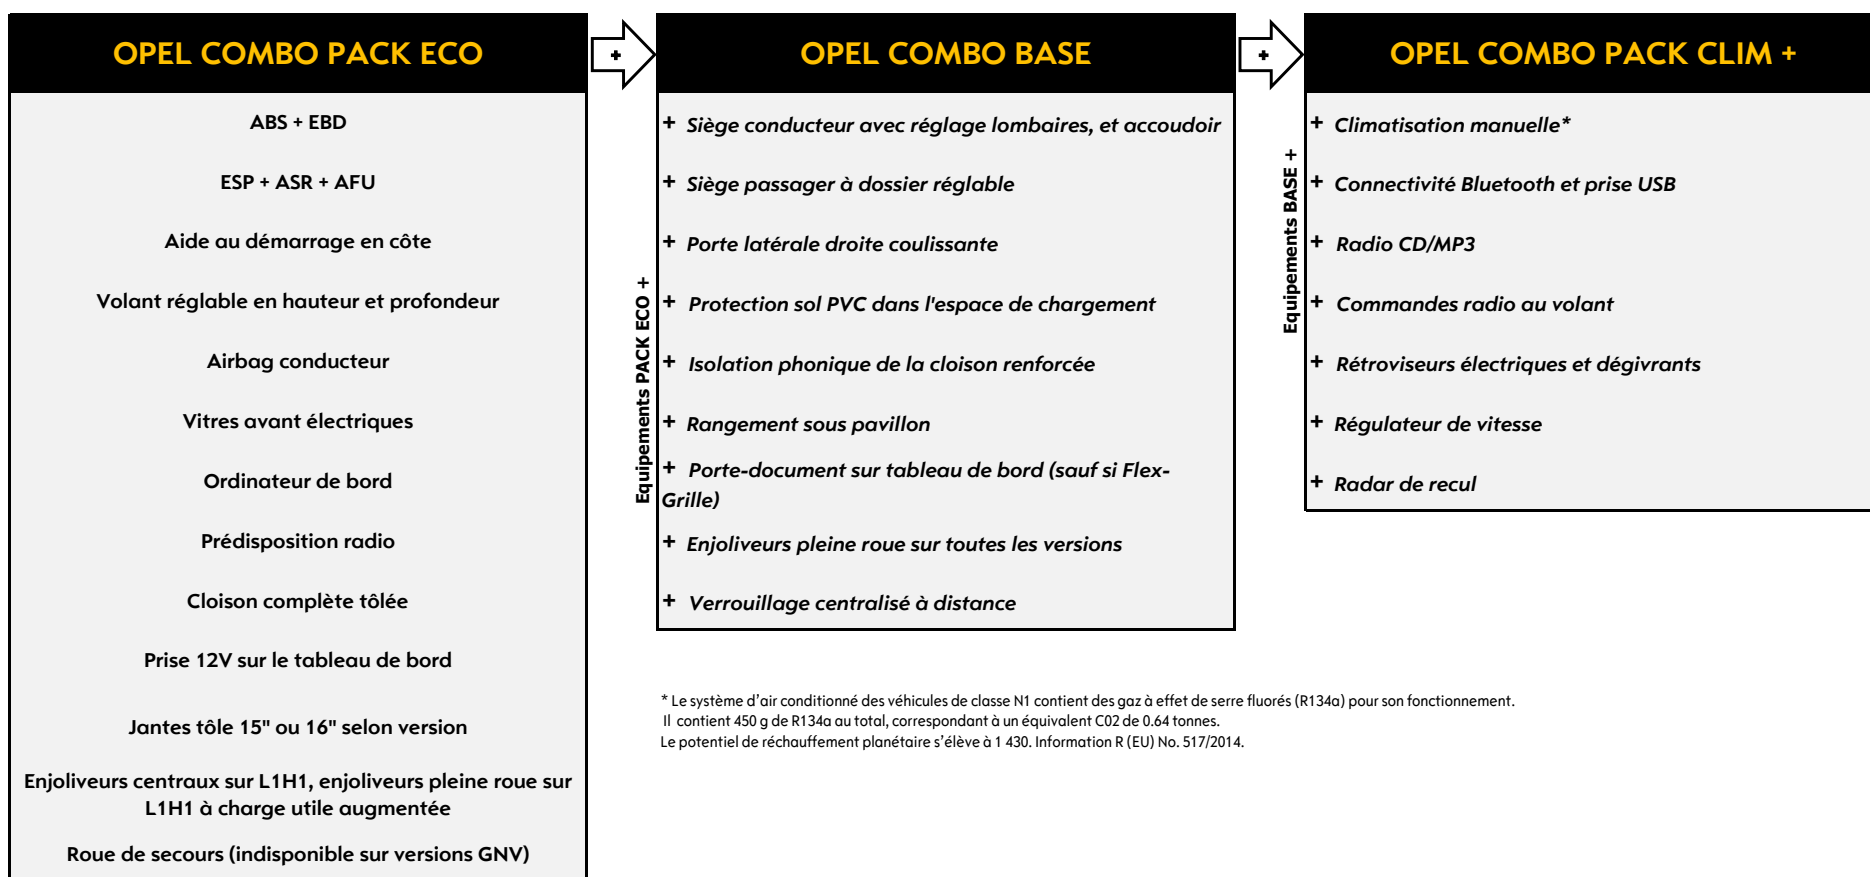 OPEL COMBO PACK ECO
ABS + EBD
ESP + ASR + AFU
Aide au démarrage en côte
Volant réglable en hauteur et profondeur
Airbag conducteur
Vitres avant électriques
Ordinateur de bord
Prédisposition radio
Cloison complète tôlée
Prise 12V sur le tableau de bord
Jantes tôle 15" ou 16" selon version
Enjoliveurs centraux sur L1H1, enjoliveurs pleine roue sur
L1H1 à charge utile augmentée
Roue de secours (indisponible sur versions GNV)
+
Equipements PACK ECO +
OPEL COMBO BASE
+ Siège conducteur avec réglage lombaires, et accoudoir
+ Siège passager à dossier réglable
+ Porte latérale droite coulissante
+ Protection sol PVC dans l'espace de chargement
+ Isolation phonique de la cloison renforcée
+ Rangement sous pavillon
+ Porte-document sur tableau de bord (sauf si Flex-
Grille)
+ Enjoliveurs pleine roue sur toutes les versions
+ Verrouillage centralisé à distance
+
Equipements BASE +
OPEL COMBO PACK CLIM +
+ Climatisation manuelle*
+ Connectivité Bluetooth et prise USB
+ Radio CD/MP3
+ Commandes radio au volant
+ Rétroviseurs électriques et dégivrants
+ Régulateur de vitesse
+ Radar de recul
* Le système d'air conditionné des véhicules de classe N1 contient des gaz à effet de serre fluorés (R134a) pour son fonctionnement.
Il contient 450 g de R134a au total, correspondant à un équivalent C02 de 0.64 tonnes.
Le potentiel de réchauffement planétaire s'élève à 1 430. Information R (EU) No. 517/2014.